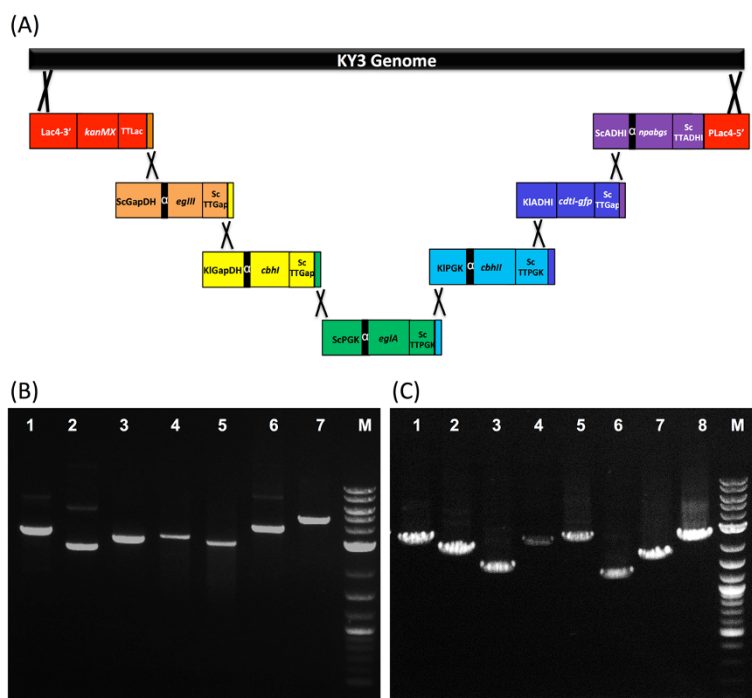 (A)
KY3 Genome
Lac4-3' kanMX TTLac
ScADHI α npabgs Sc TTADHI PLac4-5'
ScGapDH α eglII Sc TTGap
KlADHI cdt1-gfp Sc TTGap
KlGapDH α cbhI Sc TTGap
KlPGK α cbhII Sc TTPGK
ScPGK α eglA Sc TTPGK
(B)
1 2 3 4 5 6 7 M
(C)
1 2 3 4 5 6 7 8 M